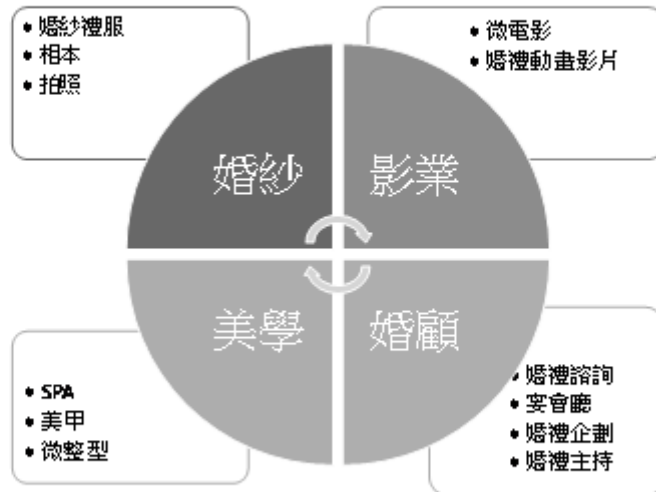 • 婚紗禮服
• 相本
• 拍照
• 微電影
• 婚禮動畫影片
婚紗
影業
美學
婚顧
• SPA
• 美甲
• 微整型
• 婚禮諮詢
• 宴會廳
• 婚禮企劃
• 婚禮主持